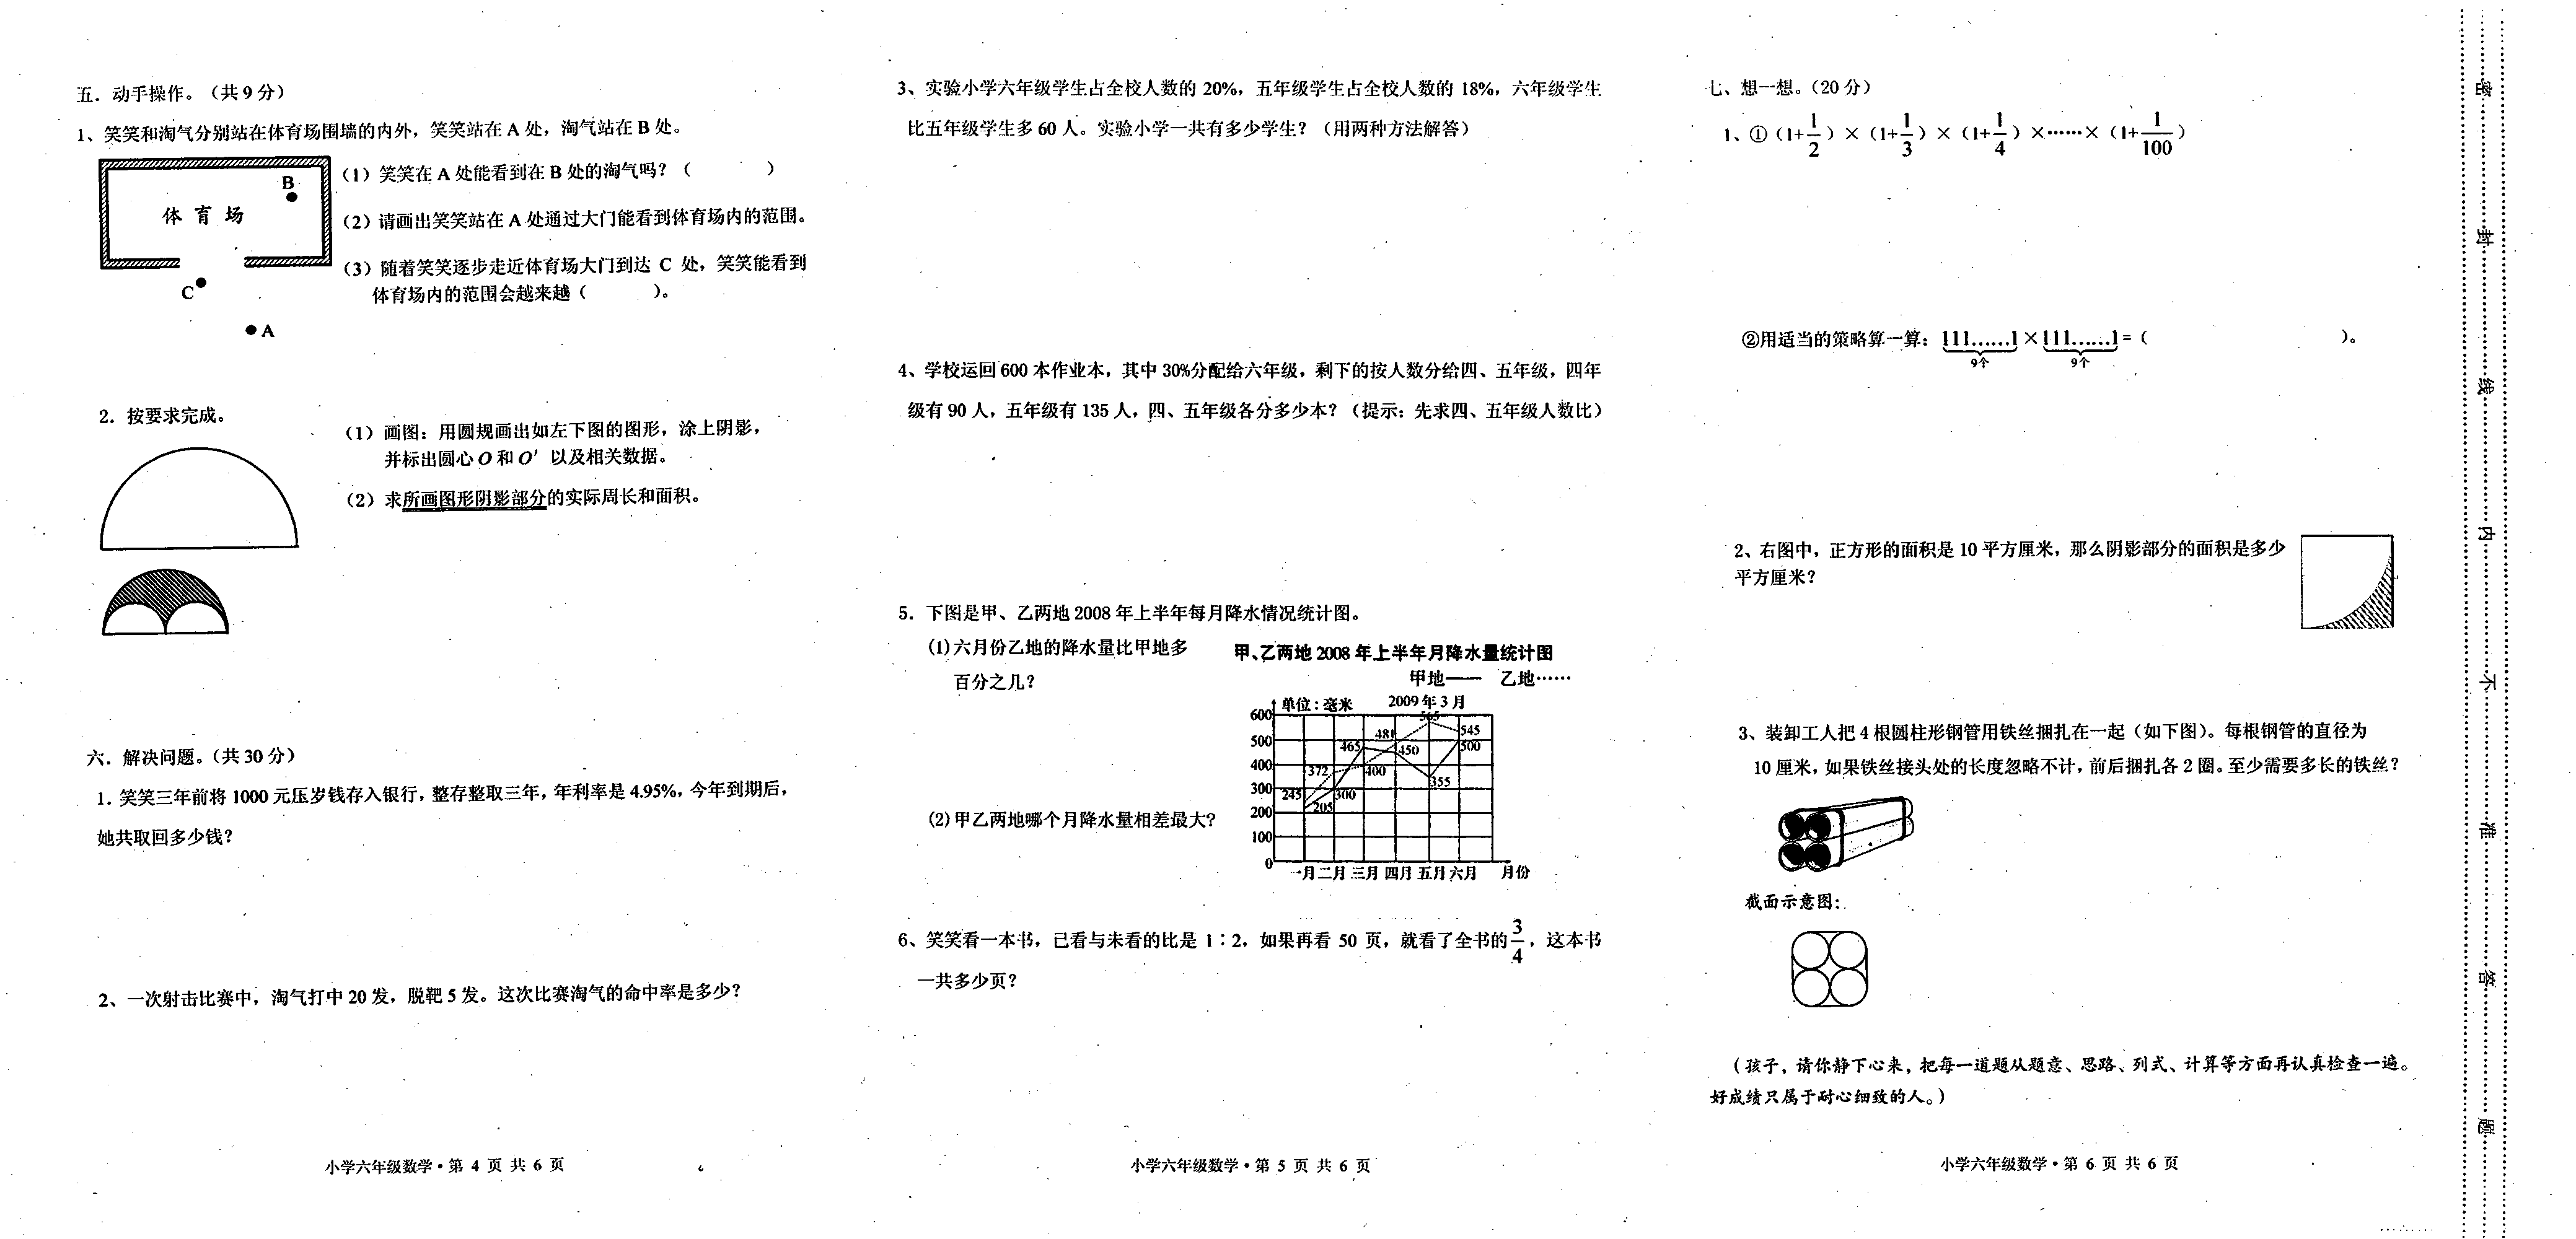 五．动手操作。（共9分）
1、笑笑和淘气分别站在体育场围墙的内外，笑笑站在A处，淘气站在B处。
B
体 育 场
C
A
（1）笑笑在A处能看到在B处的淘气吗？（　　）
（2）请画出笑笑站在A处通过大门能看到体育场内的范围。
（3）随着笑笑逐步走近体育场大门到达 C 处，笑笑能看到
体育场内的范围会越来越（　　）。
2．按要求完成。
（1）画图：用圆规画出如左下图的图形，涂上阴影，
并标出圆心O和O′以及相关数据。
（2）求所画图形阴影部分的实际周长和面积。
六．解决问题。（共30分）
1．笑笑三年前将1000元压岁钱存入银行，整存整取三年，年利率是4.95%，今年到期后，
她共取回多少钱？
2、一次射击比赛中，淘气打中20发，脱靶5发。这次比赛淘气的命中率是多少？
小学六年级数学·第 4 页 共 6 页
3、实验小学六年级学生占全校人数的20%，五年级学生占全校人数的18%，六年级学生
比五年级学生多60人。实验小学一共有多少学生？（用两种方法解答）
4、学校运回600本作业本，其中30%分配给六年级，剩下的按人数分给四、五年级，四年
级有90人，五年级有135人，四、五年级各分多少本？（提示：先求四、五年级人数比）
5．下图是甲、乙两地2008年上半年每月降水情况统计图。
(1)六月份乙地的降水量比甲地多
百分之几？
(2)甲乙两地哪个月降水量相差最大？
甲、乙两地2008年上半年月降水量统计图
甲地——　乙地……
单位：毫米　2009年3月
600
500
400
300
200
100
0
245
205
372
300
465
400
481
450
565
355
545
500
一月 二月 三月 四月 五月 六月　月份
6、笑笑看一本书，已看与未看的比是 1∶2，如果再看 50 页，就看了全书的3/4，这本书
一共多少页？
小学六年级数学·第 5 页 共 6 页
七、想一想。（20分）
1、①（1+1/2）×（1+1/3）×（1+1/4）×……×（1+1/100）
②用适当的策略算一算：111……1×111……1=（　　）。
9个　9个
2、右图中，正方形的面积是10平方厘米，那么阴影部分的面积是多少
平方厘米？
3、装卸工人把4根圆柱形钢管用铁丝捆扎在一起（如下图）。每根钢管的直径为
10厘米，如果铁丝接头处的长度忽略不计，前后捆扎各2圈。至少需要多长的铁丝？
截面示意图：
（孩子，请你静下心来，把每一道题从题意、思路、列式、计算等方面再认真检查一遍。
好成绩只属于耐心细致的人。）
小学六年级数学·第 6 页 共 6 页
密 封 线 内 不 准 答 题